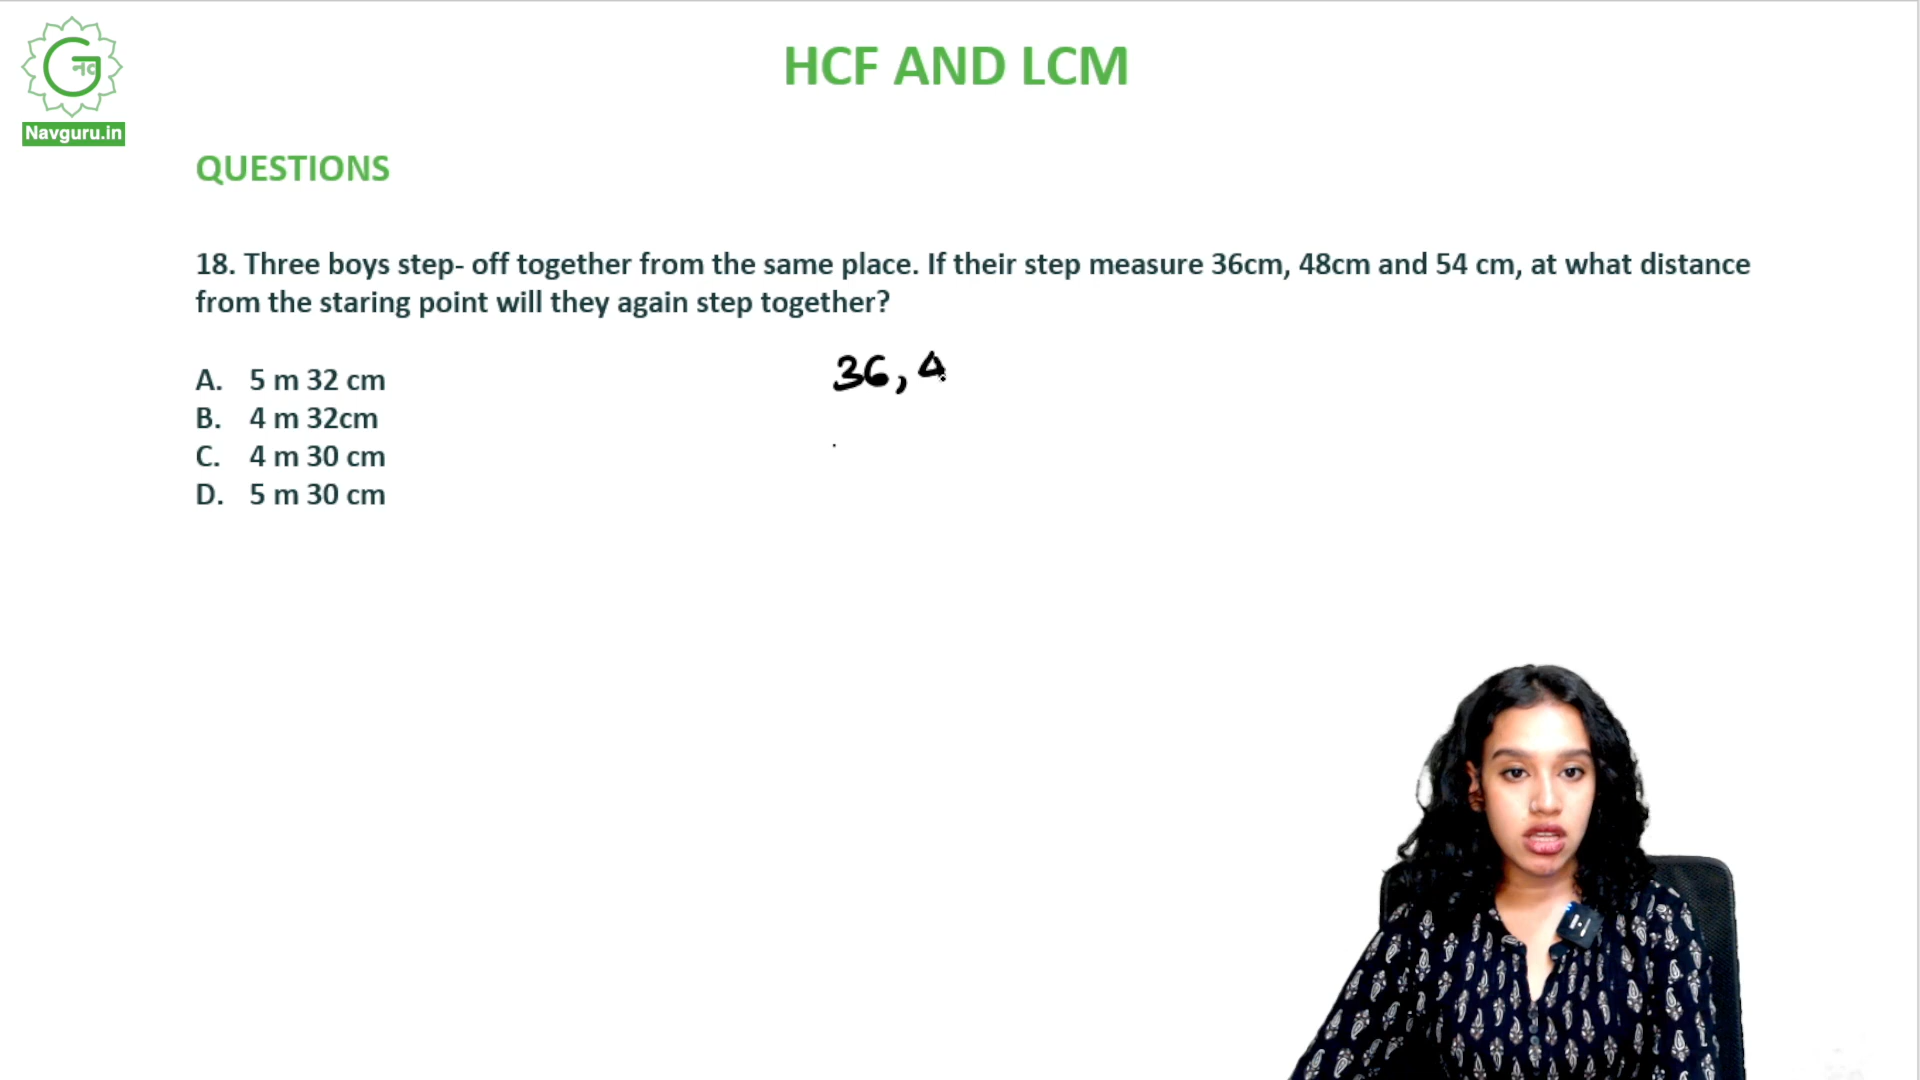 नव
Navguru.in
HCF AND LCM
QUESTIONS
18. Three boys step- off together from the same place. If their step measure 36cm, 48cm and 54 cm, at what distance
from the staring point will they again step together?
36, 4
A. 5 m 32 cm
B. 4 m 32cm
C. 4 m 30 cm
D. 5 m 30 cm